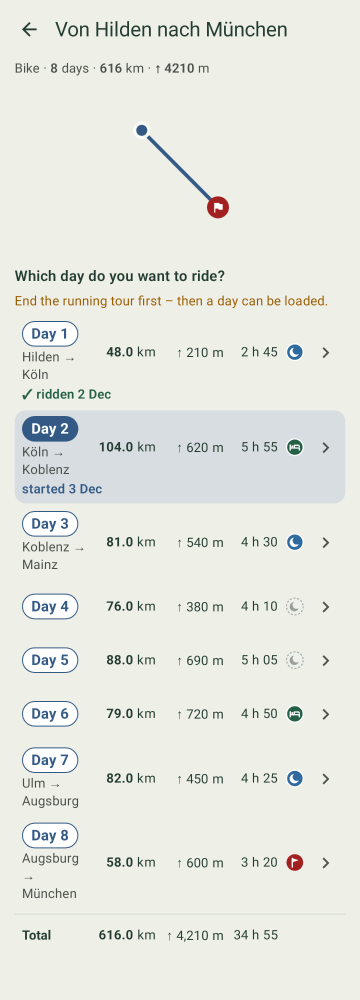 Von Hilden nach München
Bike · 8 days · 616 km · ↑ 4210 m
Which day do you want to ride?
End the running tour first – then a day can be loaded.
Day 1
Hilden →
Köln
48.0 km ↑ 210 m 2 h 45
✓ ridden 2 Dec
Day 2
Köln →
Koblenz
104.0 km ↑ 620 m 5 h 55
started 3 Dec
Day 3
Koblenz →
Mainz
81.0 km ↑ 540 m 4 h 30
Day 4 76.0 km ↑ 380 m 4 h 10
Day 5 88.0 km ↑ 690 m 5 h 05
Day 6 79.0 km ↑ 720 m 4 h 50
Day 7
Ulm →
Augsburg
82.0 km ↑ 450 m 4 h 25
Day 8
Augsburg
→
München
58.0 km ↑ 600 m 3 h 20
Total 616.0 km ↑ 4,210 m 34 h 55